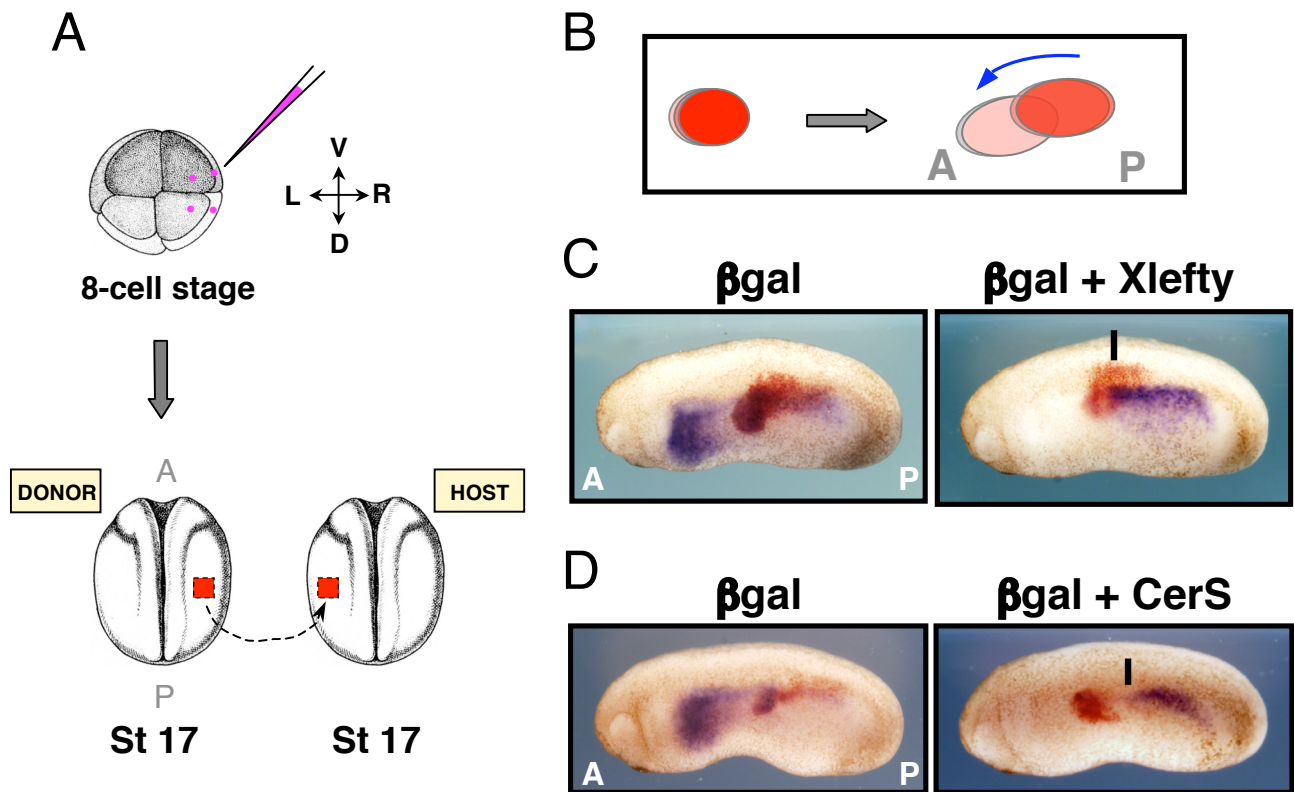 A
V
L R
D
8-cell stage
DONOR
A
HOST
P
St 17
St 17
B
A
P
C
βgal
βgal + Xlefty
A
P
D
βgal
βgal + CerS
A
P